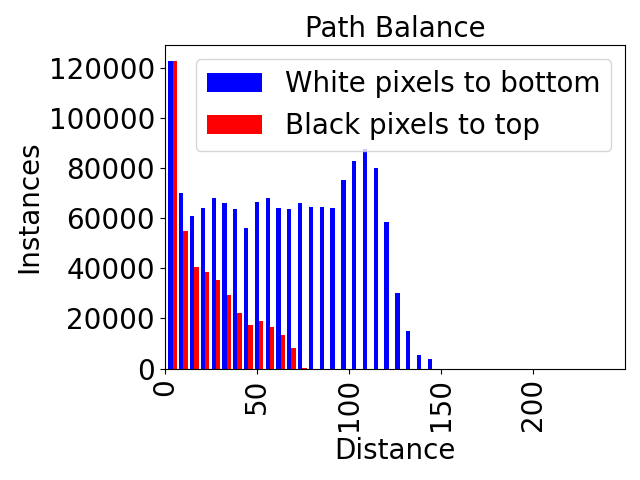 Path Balance
White pixels to bottom
Black pixels to top
Instances
120000
100000
80000
60000
40000
20000
0
0
50
100
150
200
Distance